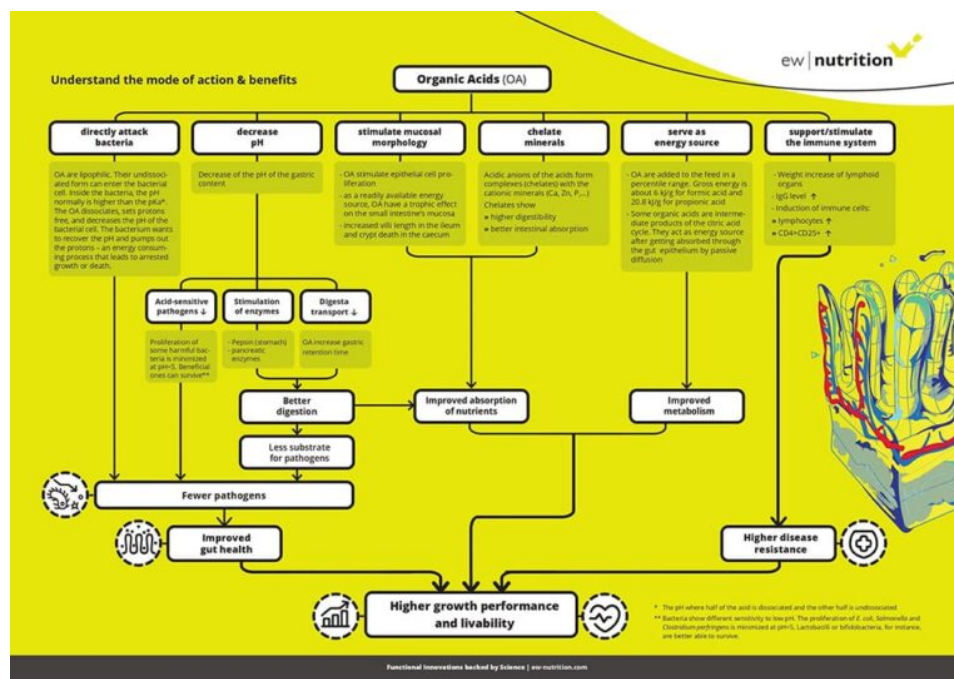 ew | nutrition
Understand the mode of action & benefits
Organic Acids (OA)
directly attack
bacteria
OA are lipophilic. Their undissoci-
ated form can enter the bacterial
cell. Inside the bacteria, the pH
normally is higher than the pKa*.
The OA dissociates, sets protons
free, and decreases the pH of the
bacterial cell. The bacterium wants
to recover the pH and pumps out
the protons – an energy consum-
ing process that leads to arrested
growth or death.
decrease
pH
Decrease of the pH of the gastric
content
stimulate mucosal
morphology
- OA stimulate epithelial cell pro-
liferation
- as a readily available energy
source, OA have a trophic effect
on the small intestine's mucosa
- increased villi length in the ileum
and crypt death in the caecum
chelate
minerals
Acidic anions of the acids form
complexes (chelates) with the
cationic minerals (Ca, Zn, P,...)
Chelates show
» higher digestibility
» better intestinal absorption
serve as
energy source
- OA are added to the feed in a
percentile range. Gross energy is
about 6 kJ/g for formic acid and
20.8 kJ/g for propionic acid
- Some organic acids are interme-
diate products of the citric acid
cycle. They act as energy source
after getting absorbed through
the gut epithelium by passive
diffusion
support/stimulate
the immune system
- Weight increase of lymphoid
organs
- IgG level ↑
- Induction of immune cells:
» lymphocytes ↑
» CD4+CD25+ ↑
Acid-sensitive
pathogens ↓
Proliferation of
some harmful bac-
teria is minimized
at pH<5. Beneficial
ones can survive**
Stimulation
of enzymes
- Pepsin (stomach)
- pancreatic
enzymes
Digesta
transport ↓
OA increase gastric
retention time
Better
digestion
Improved absorption
of nutrients
Improved
metabolism
Less substrate
for pathogens
Fewer pathogens
Improved
gut health
Higher disease
resistance
Higher growth performance
and livability
* The pH where half of the acid is dissociated and the other half is undissociated
** Bacteria show different sensitivity to low pH. The proliferation of E. coli, Salmonella and
Clostridium perfringens is minimized at pH<5. Lactobacilli or bifidobacteria, for instance,
are better able to survive.
Functional Innovations backed by Science | ew-nutrition.com